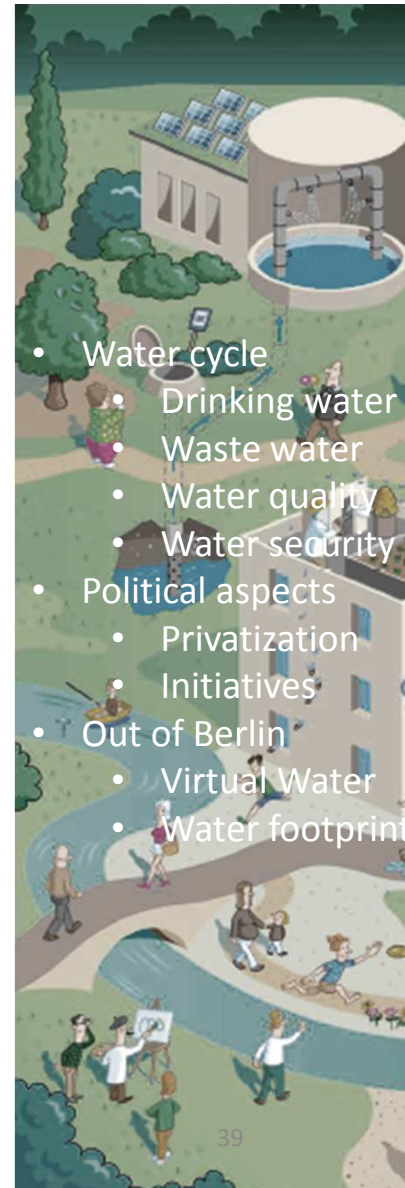 • Water cycle
• Drinking water
• Waste water
• Water quality
• Water security
• Political aspects
• Privatization
• Initiatives
• Out of Berlin
• Virtual Water
• Water footprint
39